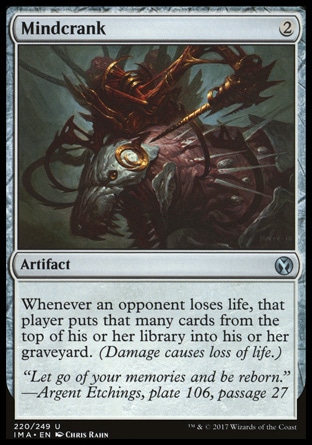 Mindcrank 2
Artifact
Whenever an opponent loses life, that
player puts that many cards from the
top of his or her library into his or her
graveyard. (Damage causes loss of life.)
"Let go of your memories and be reborn."
—Argent Etchings, plate 106, passage 27
220/249 U
IMA • EN Chris Rahn
™ & © 2017 Wizards of the Coast